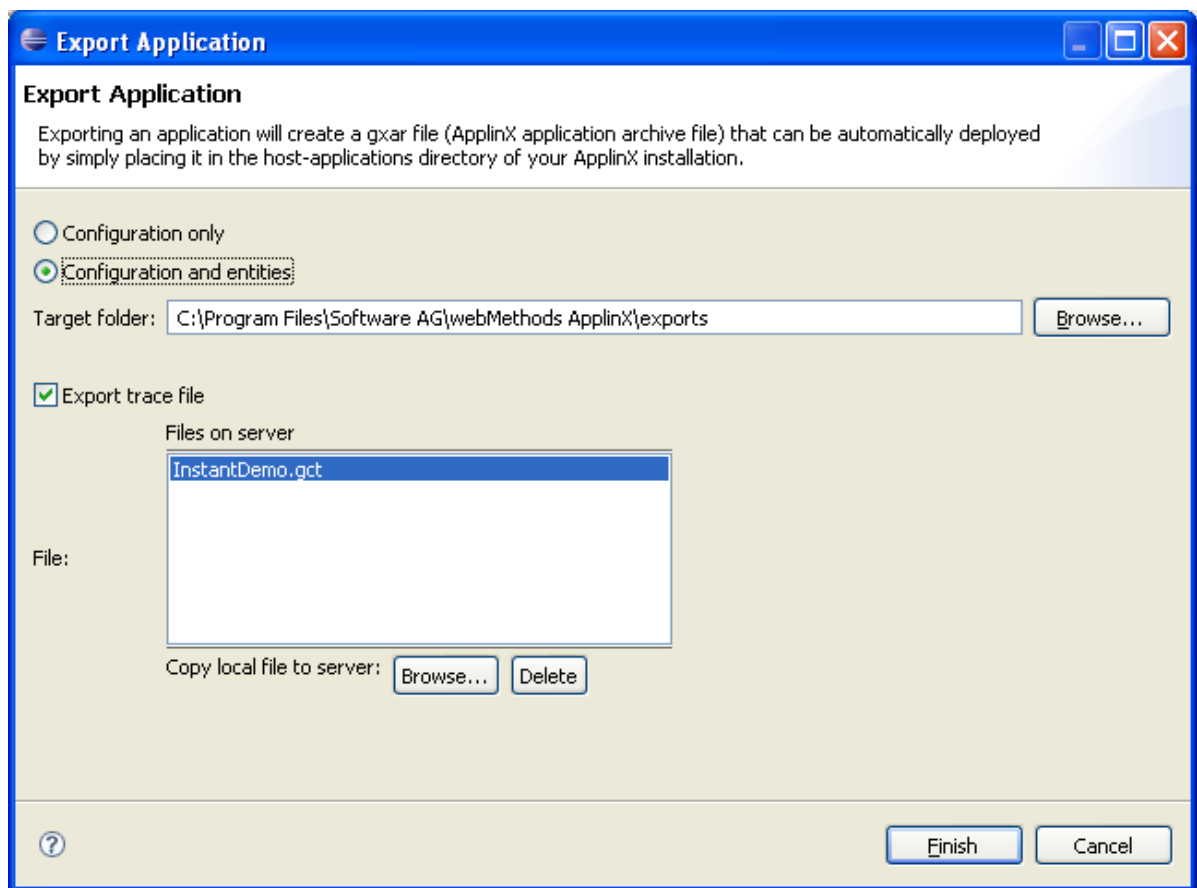 Export Application
Export Application
Exporting an application will create a gxar file (ApplinX application archive file) that can be automatically deployed
by simply placing it in the host-applications directory of your ApplinX installation.
Configuration only
Configuration and entities
Target folder: C:\Program Files\Software AG\webMethods ApplinX\exports Browse...
Export trace file
Files on server
InstantDemo.gct
File:
Copy local file to server: Browse... Delete
? Finish Cancel